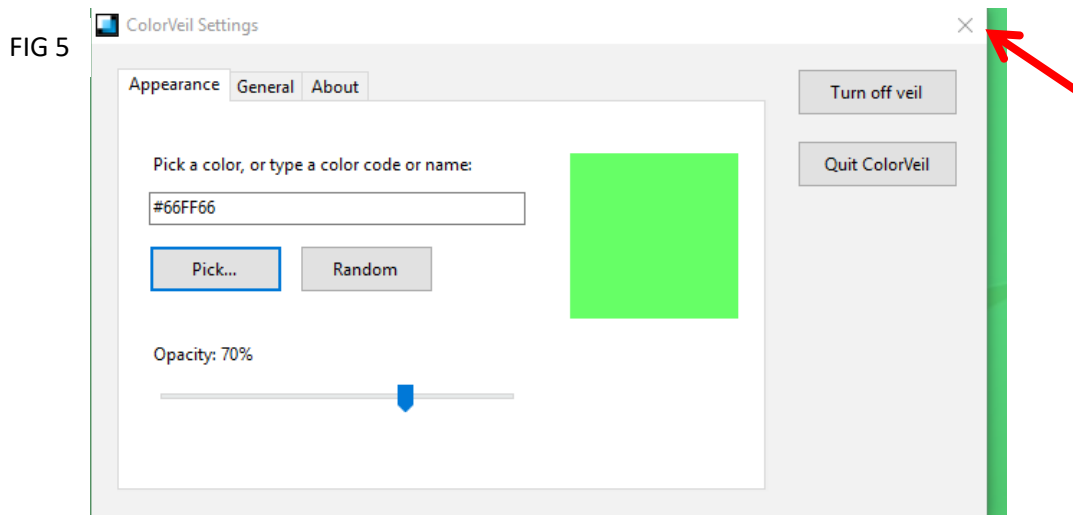 FIG 5
ColorVeil Settings
Appearance General About
Turn off veil
Pick a color, or type a color code or name:
Quit ColorVeil
#66FF66
Pick... Random
Opacity: 70%